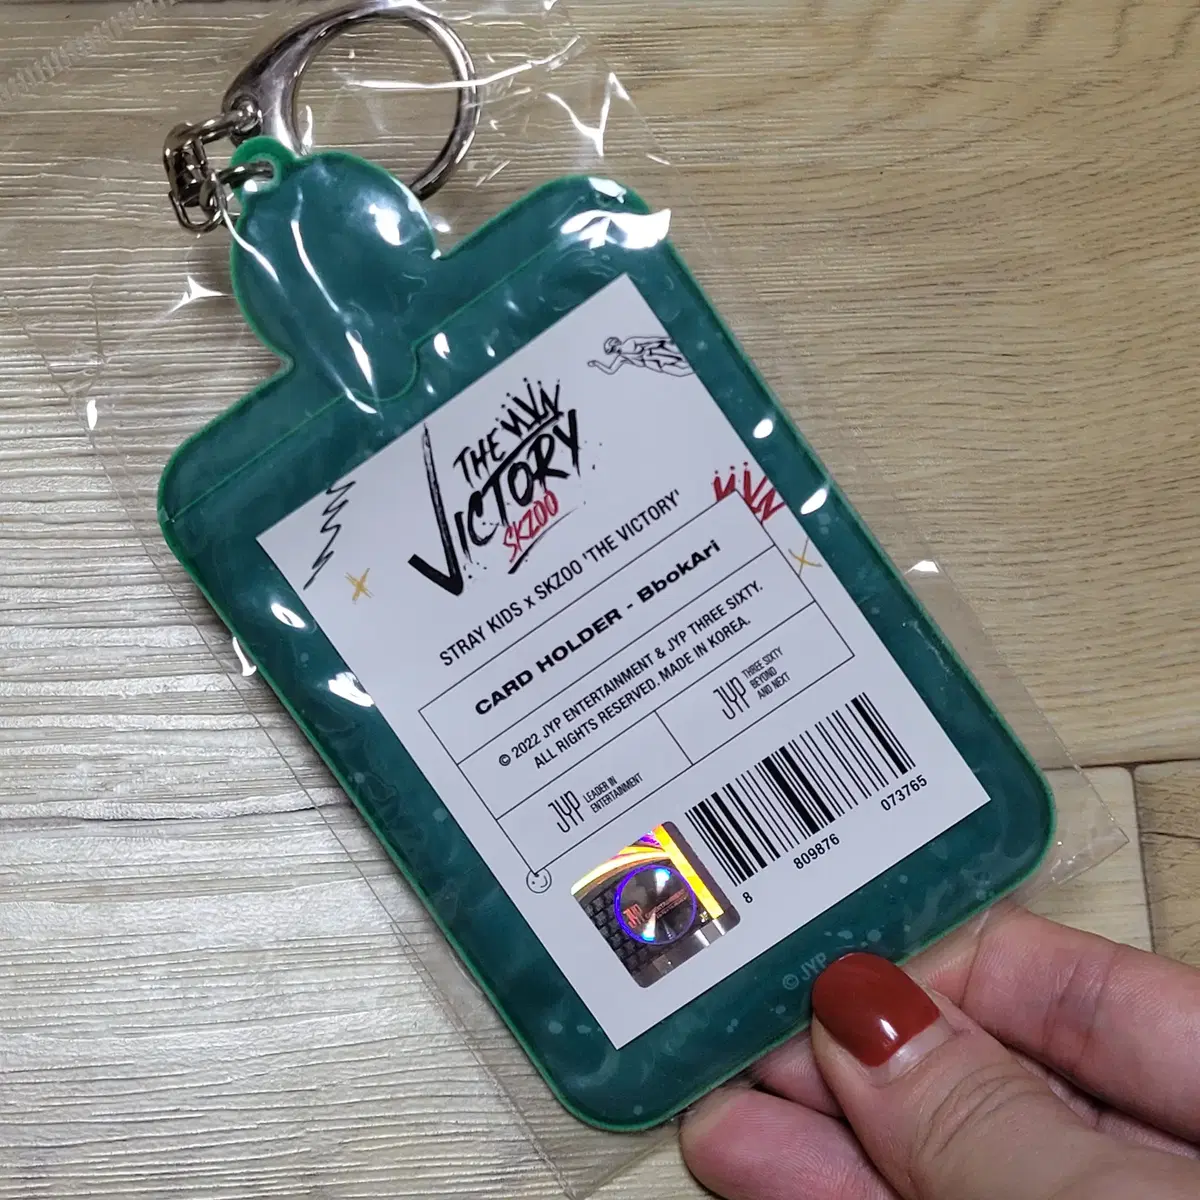 THE
VICTORY
SKZOO
STRAY KIDS x SKZOO 'THE VICTORY'
CARD HOLDER - BbokAri
© 2022 JYP ENTERTAINMENT & JYP THREE SIXTY.
ALL RIGHTS RESERVED. MADE IN KOREA.
JYP LEADER IN
ENTERTAINMENT
JYP THREE SIXTY
BEYOND
AND NEXT
8 809876 073765
JYP
© JYP